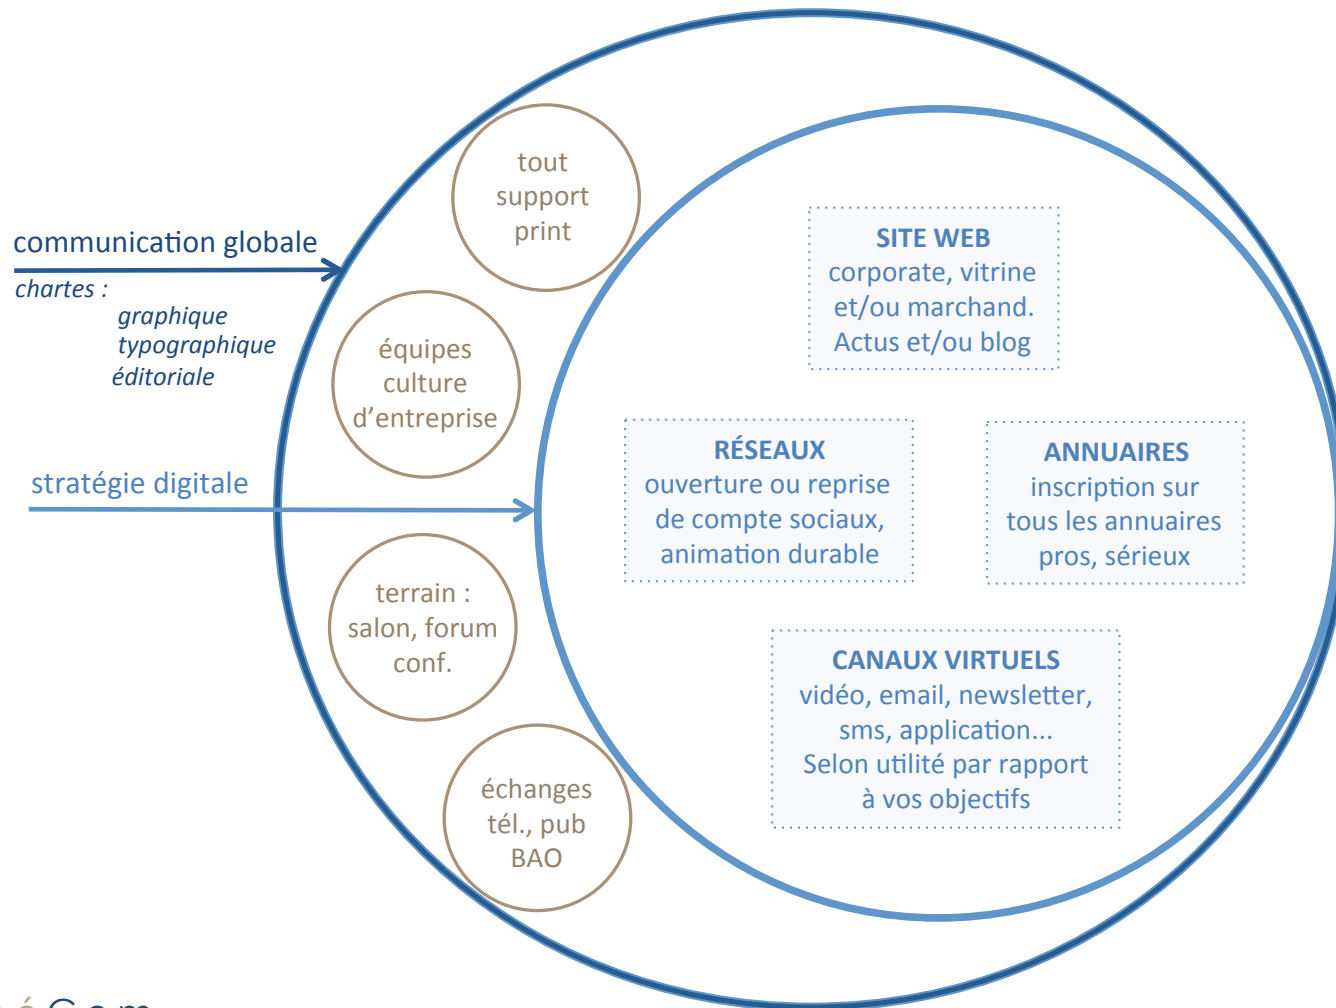 communication globale
chartes :
graphique
typographique
éditoriale
stratégie digitale
tout
support
print
équipes
culture
d’entreprise
terrain :
salon, forum
conf.
échanges
tél., pub
BAO
SITE WEB
corporate, vitrine
et/ou marchand.
Actus et/ou blog
RÉSEAUX
ouverture ou reprise
de compte sociaux,
animation durable
ANNUAIRES
inscription sur
tous les annuaires
pros, sérieux
CANAUX VIRTUELS
vidéo, email, newsletter,
sms, application...
Selon utilité par rapport
à vos objectifs